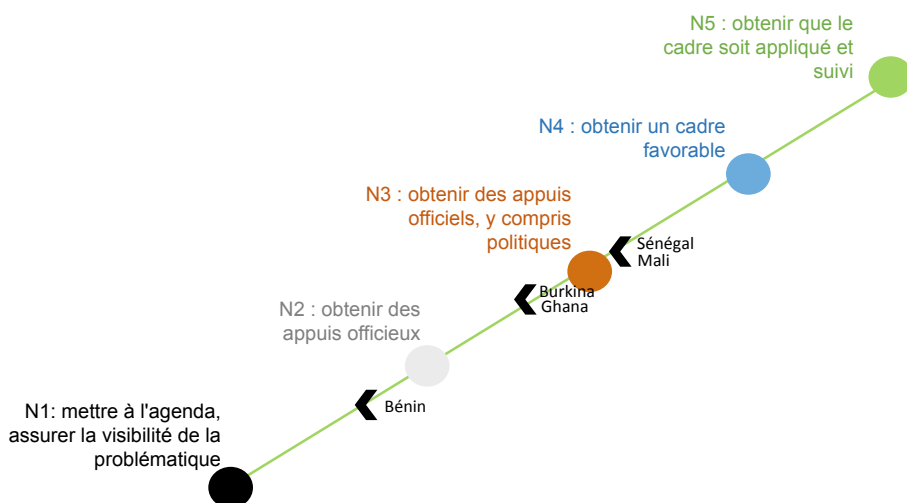 N5 : obtenir que le
cadre soit appliqué et
suivi
N4 : obtenir un cadre
favorable
N3 : obtenir des appuis
officiels, y compris
politiques
Sénégal
Mali
Burkina
Ghana
N2 : obtenir des
appuis officieux
Bénin
N1: mettre à l'agenda,
assurer la visibilité de la
problématique